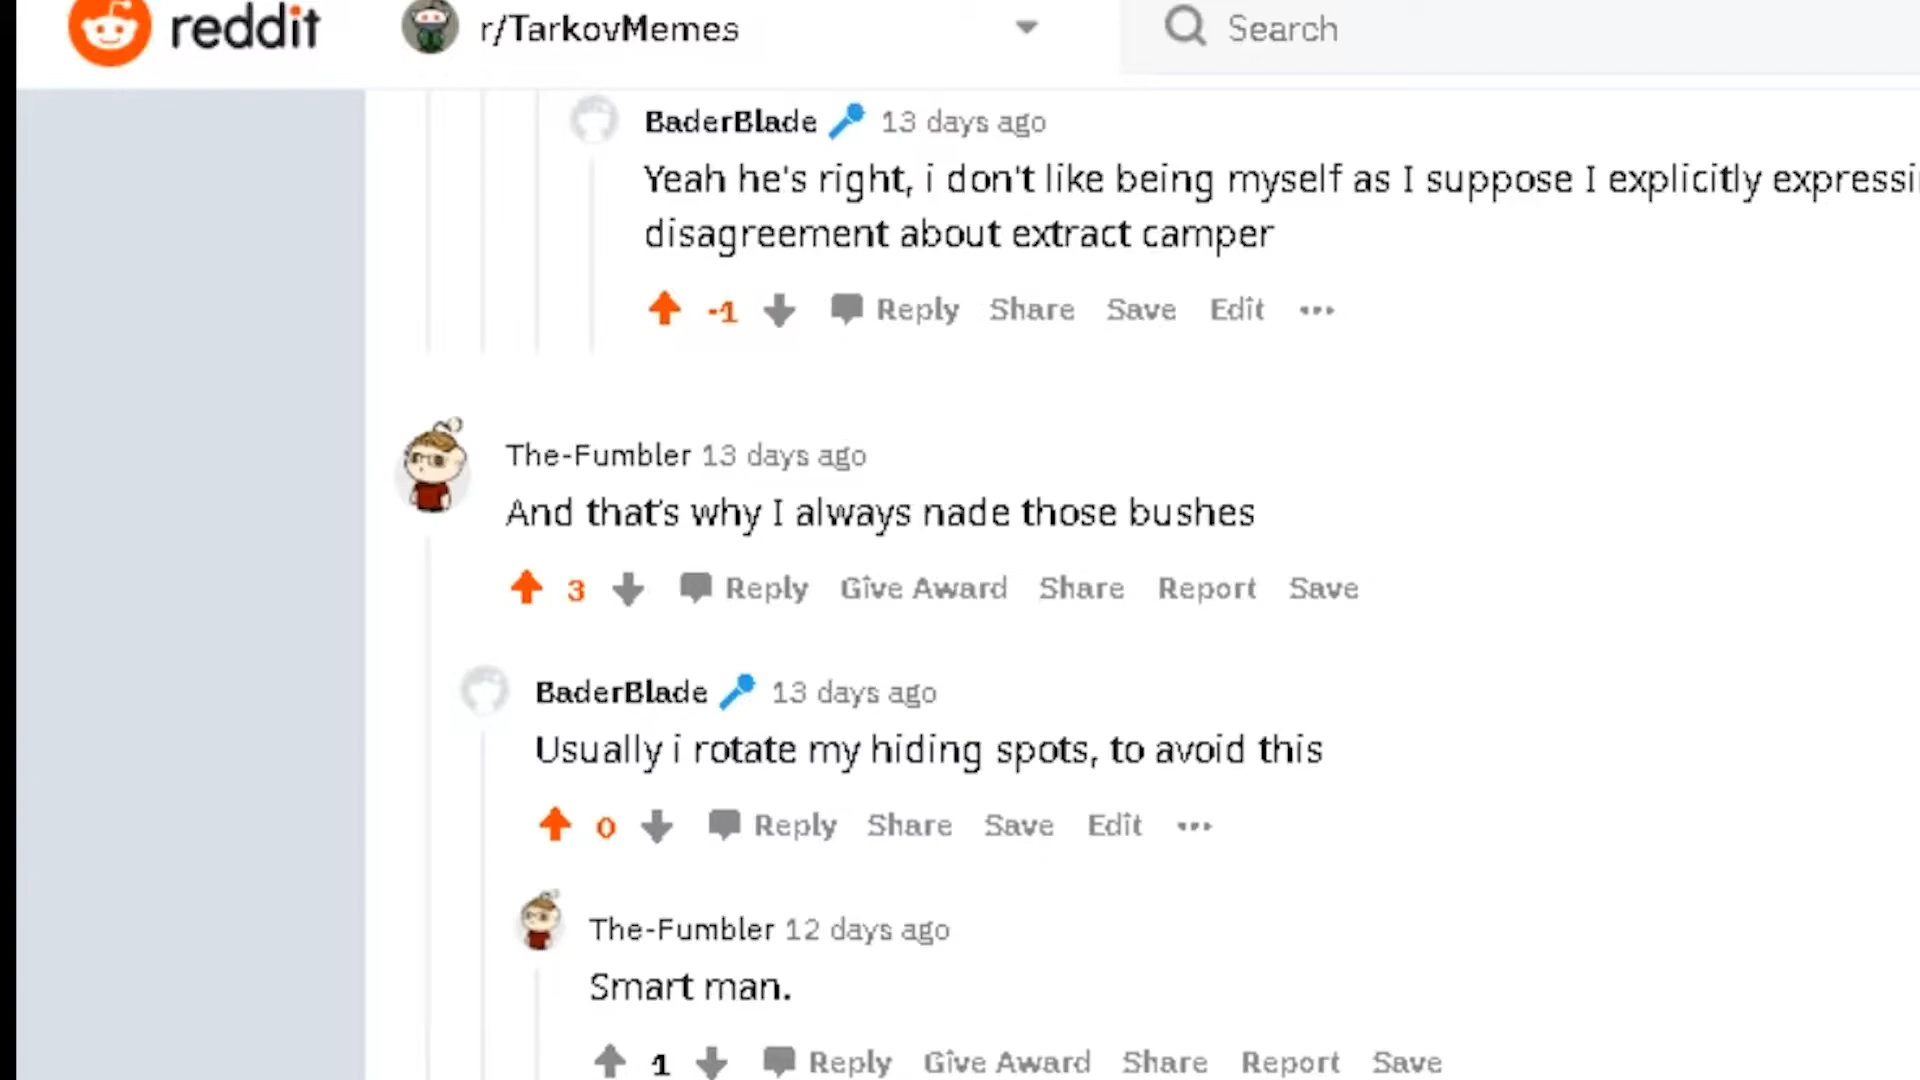 reddit r/TarkovMemes Search
BaderBlade 13 days ago
Yeah he's right, i don't like being myself as I suppose I explicitly
disagreement about extract camper
-1 Reply Share Save Edit ...
The-Fumbler 13 days ago
And that's why I always nade those bushes
3 Reply Give Award Share Report Save
BaderBlade 13 days ago
Usually i rotate my hiding spots, to avoid this
0 Reply Share Save Edit ...
The-Fumbler 12 days ago
Smart man.
1 Reply Give Award Share Report Save